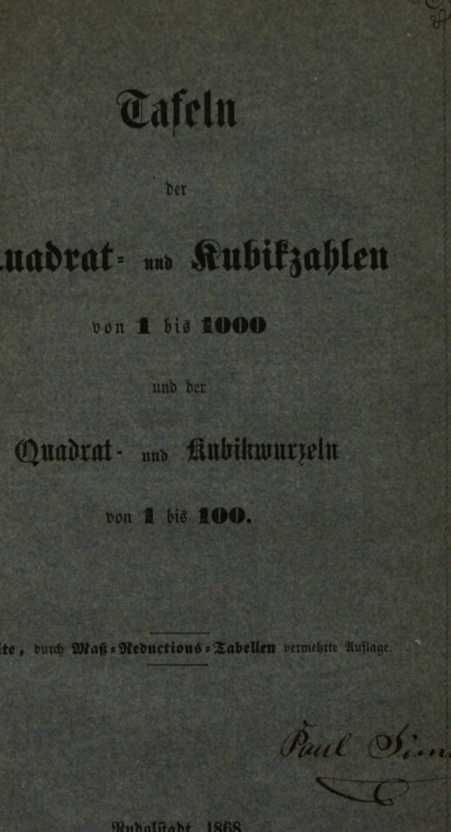 Tafeln
der
uadrat- und Kubikzahlen
von 1 bis 1000
und der
Quadrat- und Kubikwurzeln
von 1 bis 100.
te, durch Maß-Reductions-Tabellen vermehrte Auflage.
Paul Sim
Rudolstadt 1868